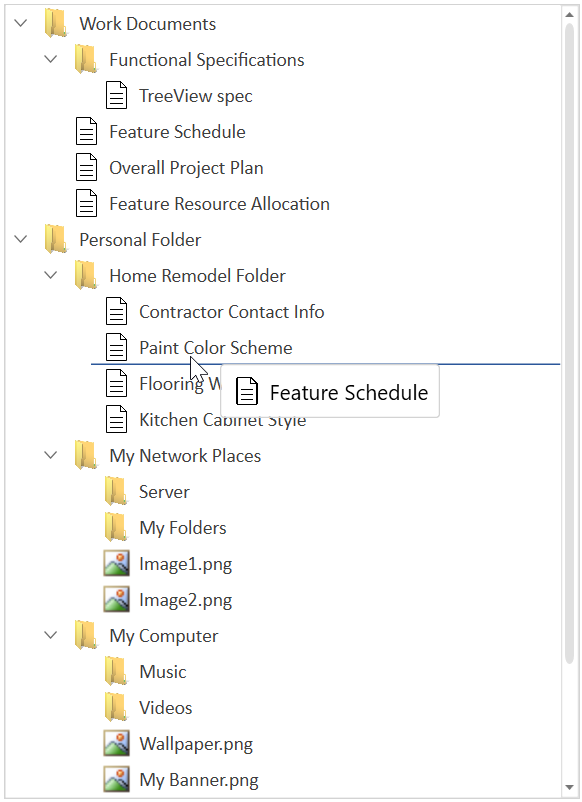 Work Documents
Functional Specifications
TreeView spec
Feature Schedule
Overall Project Plan
Feature Resource Allocation
Personal Folder
Home Remodel Folder
Contractor Contact Info
Paint Color Scheme
Flooring
Feature Schedule
Kitchen Cabinet Style
My Network Places
Server
My Folders
Image1.png
Image2.png
My Computer
Music
Videos
Wallpaper.png
My Banner.png